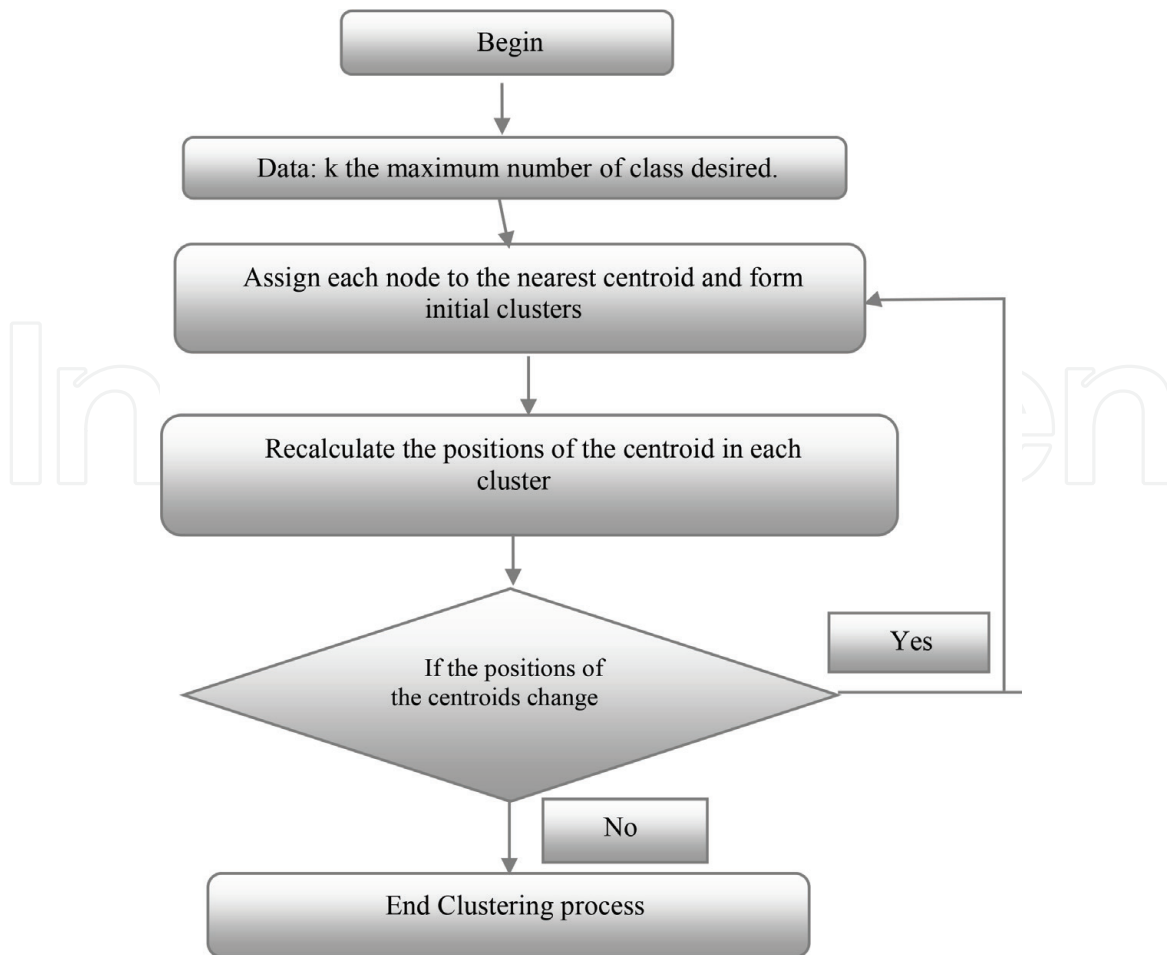 Begin
Data: k the maximum number of class desired.
Assign each node to the nearest centroid and form
initial clusters
Recalculate the positions of the centroid in each
cluster
If the positions of
the centroids change
Yes
No
End Clustering process